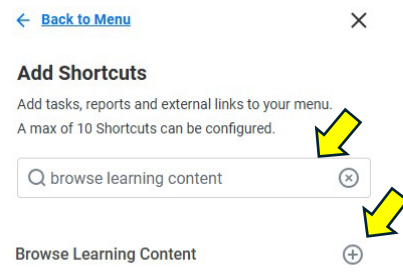 Back to Menu
Add Shortcuts
Add tasks, reports and external links to your menu.
A max of 10 Shortcuts can be configured.
browse learning content
Browse Learning Content